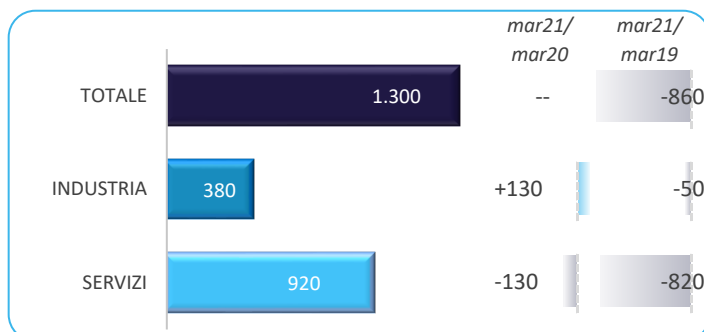 mar21/ mar21/
mar20 mar19
TOTALE 1.300 -- -860
INDUSTRIA 380 +130 -50
SERVIZI 920 -130 -820